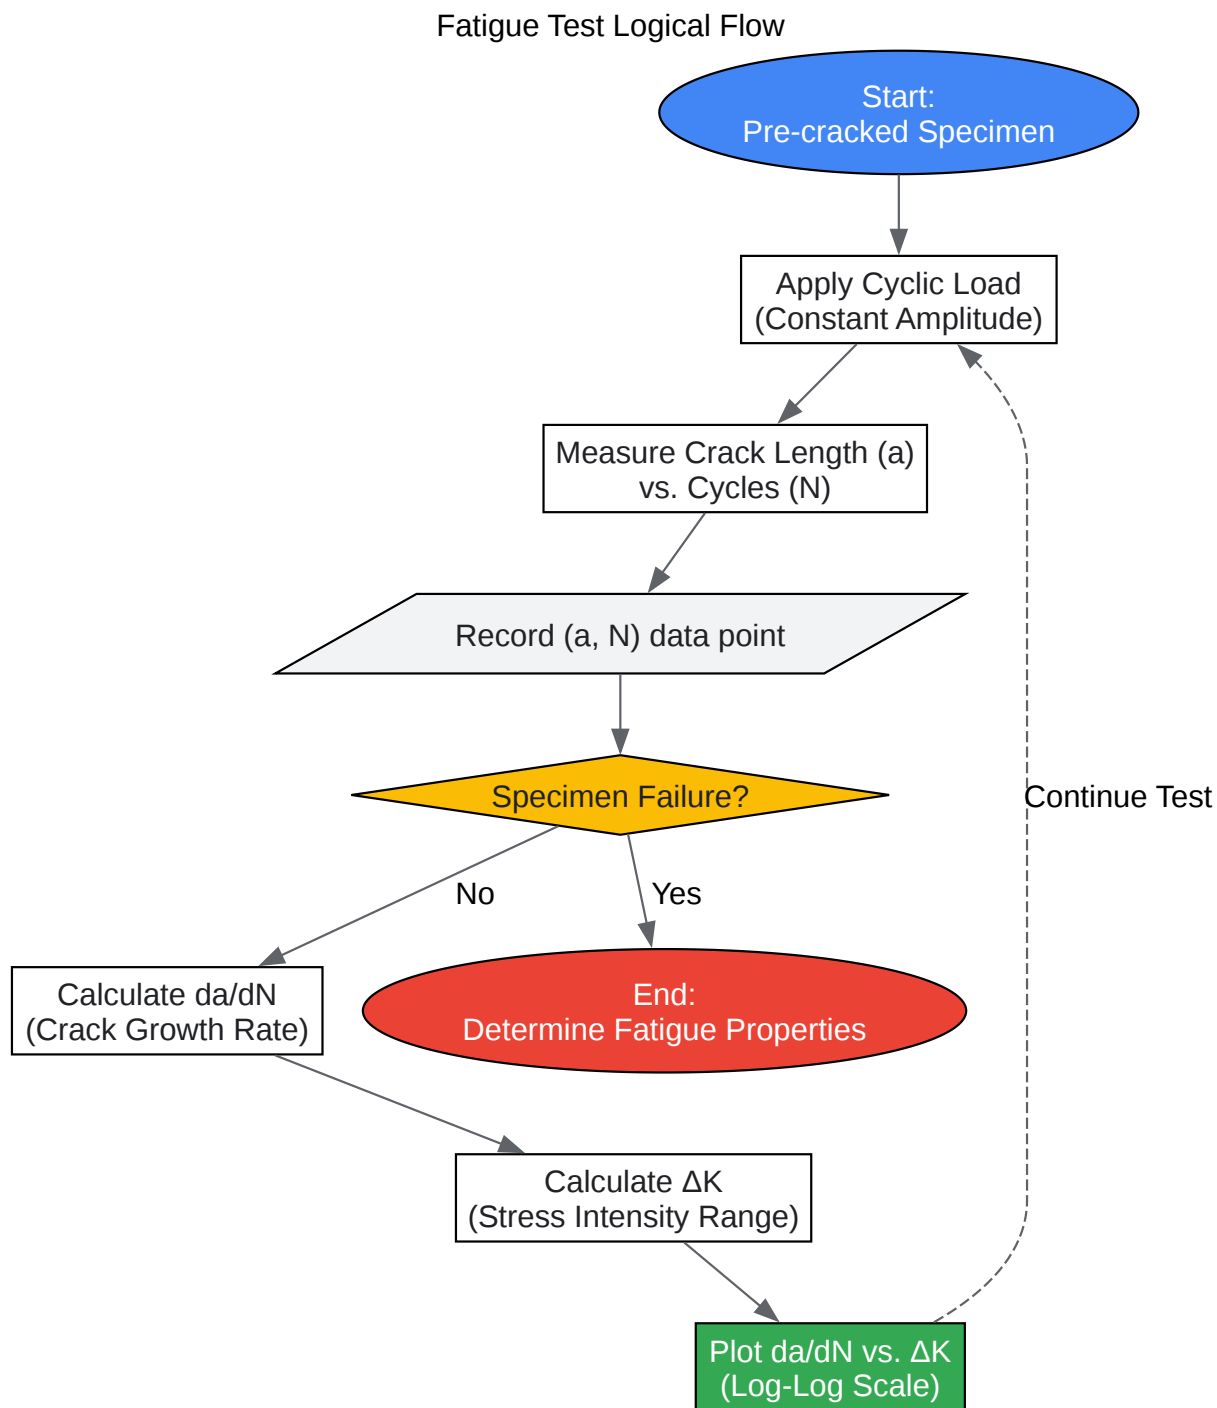 Fatigue Test Logical Flow
Start:
Pre-cracked Specimen
Apply Cyclic Load
(Constant Amplitude)
Measure Crack Length (a)
vs. Cycles (N)
Record (a, N) data point
Specimen Failure?
Continue Test
No
Yes
Calculate da/dN
(Crack Growth Rate)
End:
Determine Fatigue Properties
Calculate ΔK
(Stress Intensity Range)
Plot da/dN vs. ΔK
(Log-Log Scale)